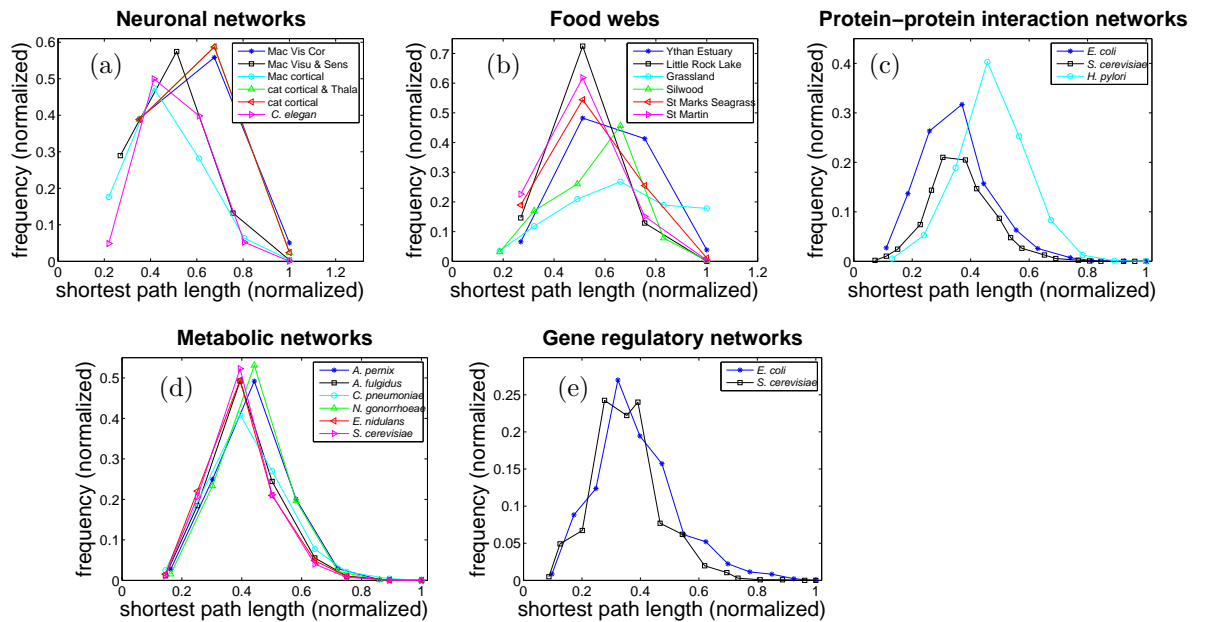 Neuronal networks
(a)
Mac Vis Cor
Mac Visu & Sens
Mac cortical
cat cortical & Thala
cat cortical
C. elegan
0.6
0.5
0.4
0.3
0.2
0.1
0
0 0.2 0.4 0.6 0.8 1.0 1.2
frequency (normalized)
shortest path length (normalized)
Food webs
(b)
Ythan Estuary
Little Rock Lake
Grassland
Silwood
St Marks Seagrass
St Martin
0.7
0.6
0.5
0.4
0.3
0.2
0.1
0
0 0.2 0.4 0.6 0.8 1.0 1.2
frequency (normalized)
shortest path length (normalized)
Protein−protein interaction networks
(c)
E. coli
S. cerevisiae
H. pylori
0.4
0.3
0.2
0.1
0
0 0.2 0.4 0.6 0.8 1
frequency (normalized)
shortest path length (normalized)
Metabolic networks
(d)
A. pernix
A. fulgidus
C. pneumoniae
N. gonorrhoeae
E. nidulans
S. cerevisiae
0.5
0.4
0.3
0.2
0.1
0
0 0.2 0.4 0.6 0.8 1
frequency (normalized)
shortest path length (normalized)
Gene regulatory networks
(e)
E. coli
S. cerevisiae
0.25
0.2
0.15
0.1
0.05
0
0 0.2 0.4 0.6 0.8 1
frequency (normalized)
shortest path length (normalized)